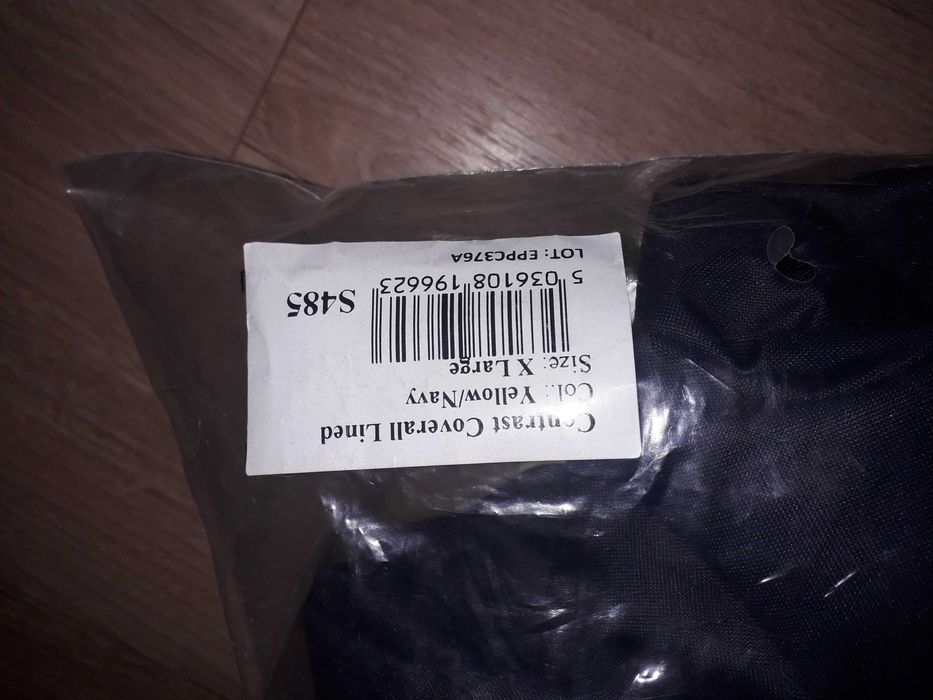 Contrast Coverall Lined
Col.: Yellow/Navy
Size: X Large
S485
5 036108 196623
LOT: EPPC376A